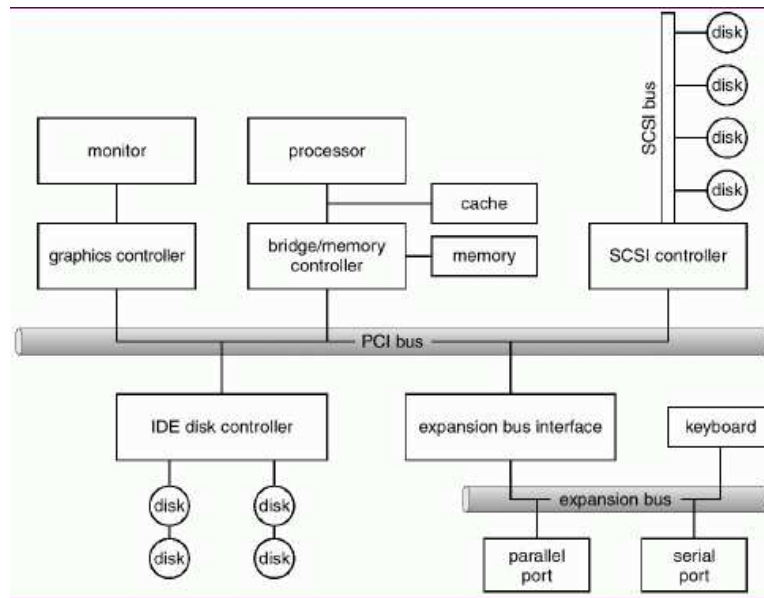 disk
disk
SCSI bus
disk
disk
monitor
processor
cache
graphics controller
bridge/memory
controller
memory
SCSI controller
PCI bus
IDE disk controller
expansion bus interface
keyboard
disk
disk
expansion bus
disk
disk
parallel
port
serial
port